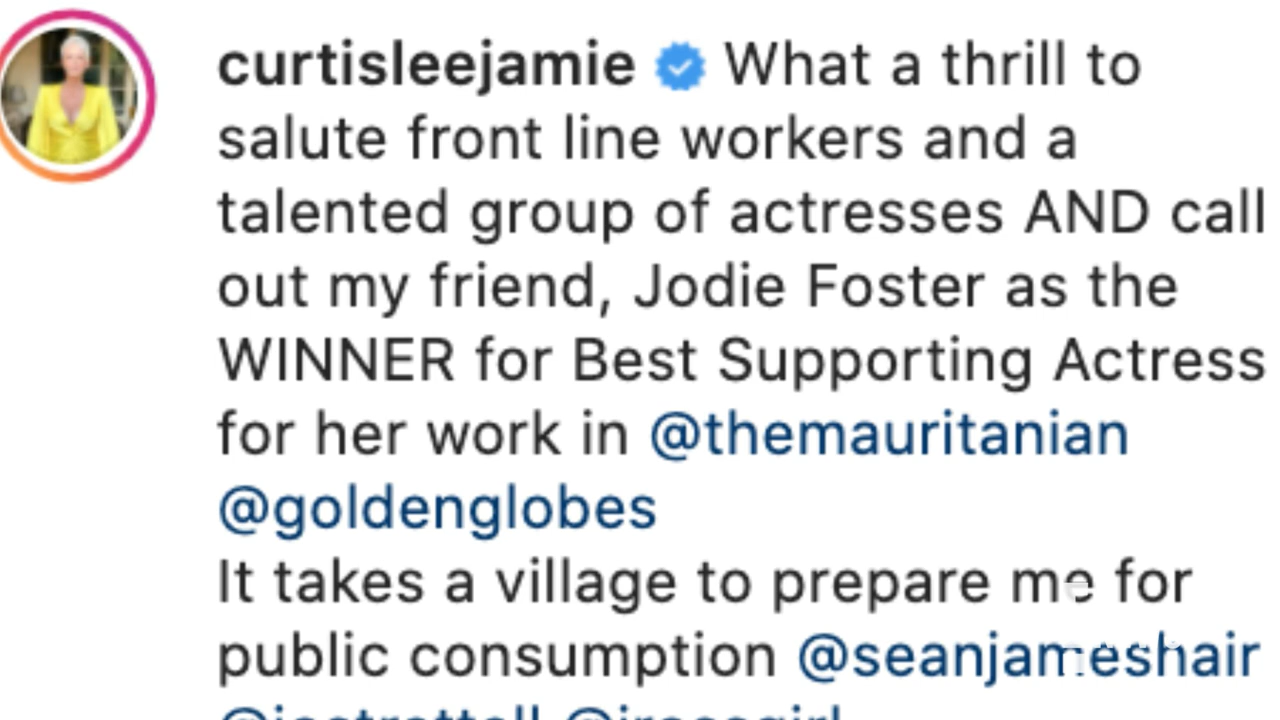 curtisleejamie What a thrill to
salute front line workers and a
talented group of actresses AND call
out my friend, Jodie Foster as the
WINNER for Best Supporting Actress
for her work in @themauritanian
@goldenglobes
It takes a village to prepare me for
public consumption @seanjameshair